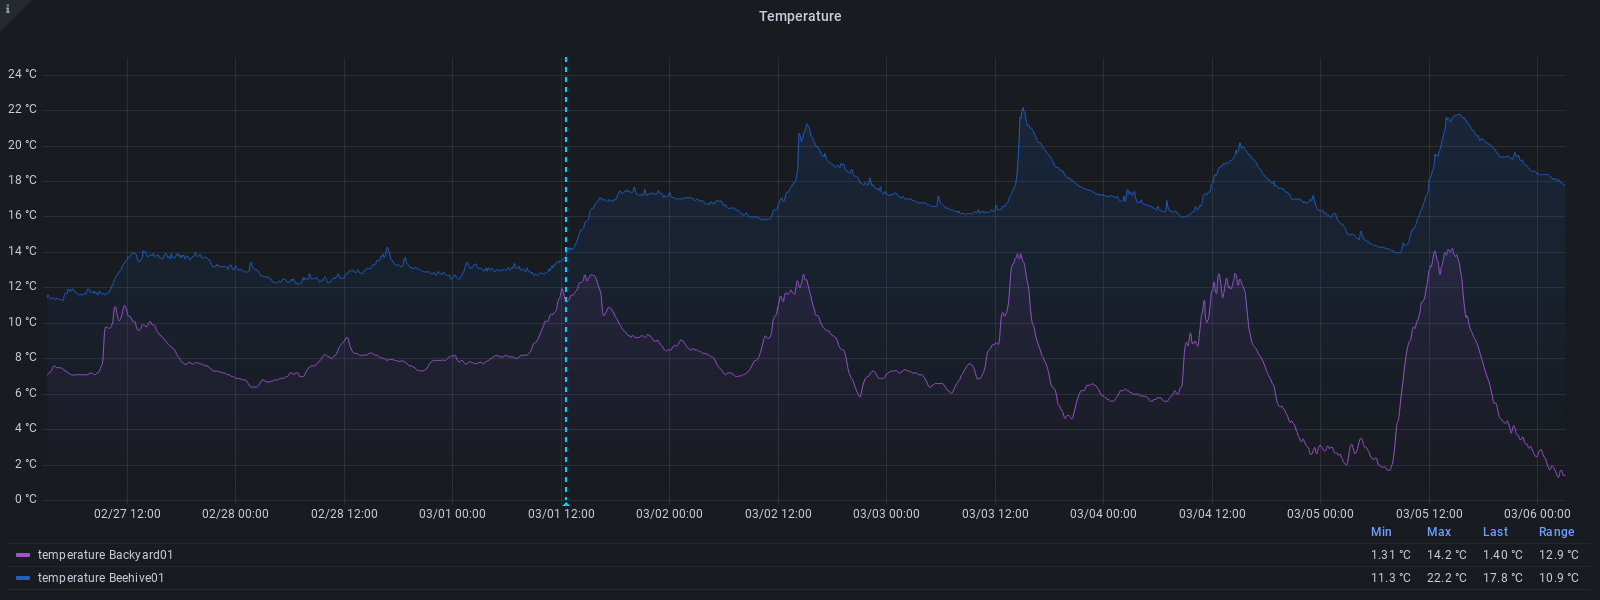 i
Temperature
24 °C
22 °C
20 °C
18 °C
16 °C
14 °C
12 °C
10 °C
8 °C
6 °C
4 °C
2 °C
0 °C
02/27 12:00 02/28 00:00 02/28 12:00 03/01 00:00 03/01 12:00 03/02 00:00 03/02 12:00 03/03 00:00 03/03 12:00 03/04 00:00 03/04 12:00 03/05 00:00 03/05 12:00 03/06 00:00
Min Max Last Range
temperature Backyard01 1.31 °C 14.2 °C 1.40 °C 12.9 °C
temperature Beehive01 11.3 °C 22.2 °C 17.8 °C 10.9 °C